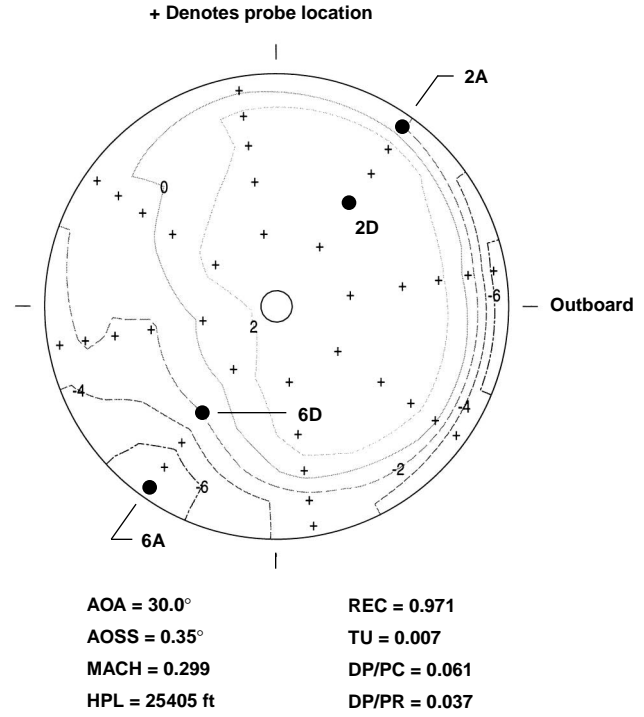 + Denotes probe location
2A
0
2D
-6
Outboard
2
-4
-4
6D
-2
-6
6A
AOA = 30.0°
REC = 0.971
AOSS = 0.35°
TU = 0.007
MACH = 0.299
DP/PC = 0.061
HPL = 25405 ft
DP/PR = 0.037